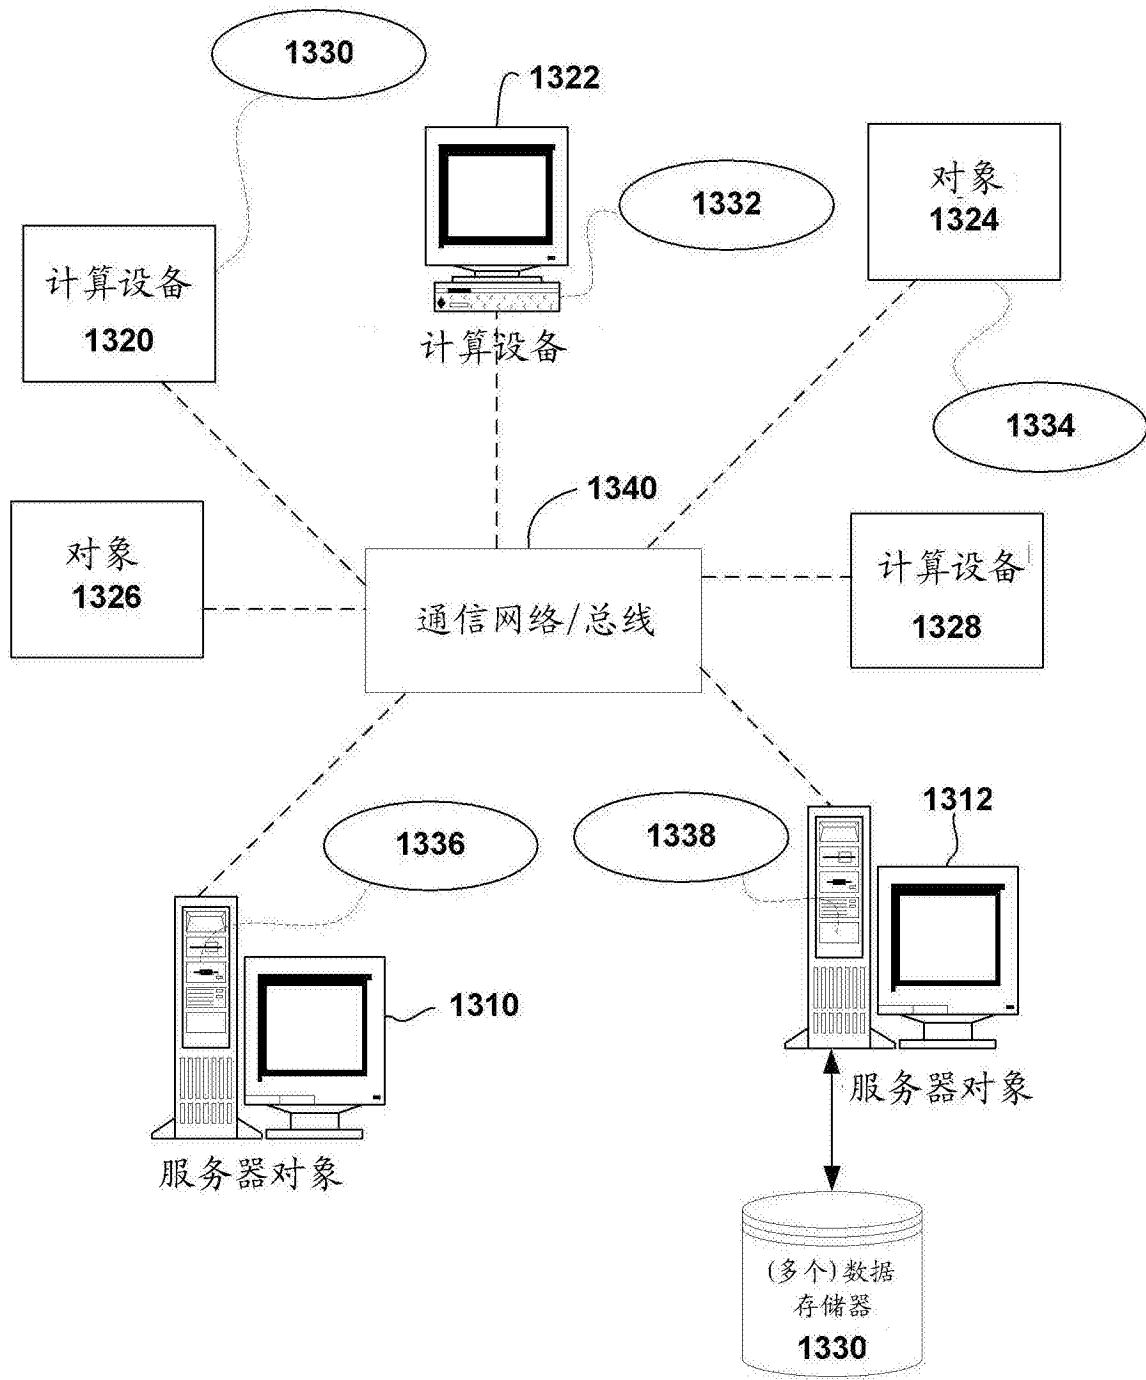 1330
1322
1332
对象
1324
计算设备
1320
计算设备
1334
1340
对象
1326
通信网络/总线
计算设备
1328
1336
1338
1312
1310
服务器对象
服务器对象
(多个)数据
存储器
1330